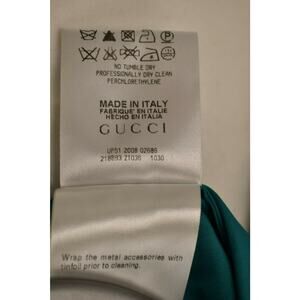 NO TUMBLE DRY
PROFESSIONALLY DRY CLEAN
PERCHLORETHYLENE
MADE IN ITALY
FABRIQUÉ EN ITALIE
HECHO EN ITALIA
GUCCI
UP51 2008 02686
218893 Z1036 1030
Wrap the metal accessories with
tinfoil prior to cleaning.